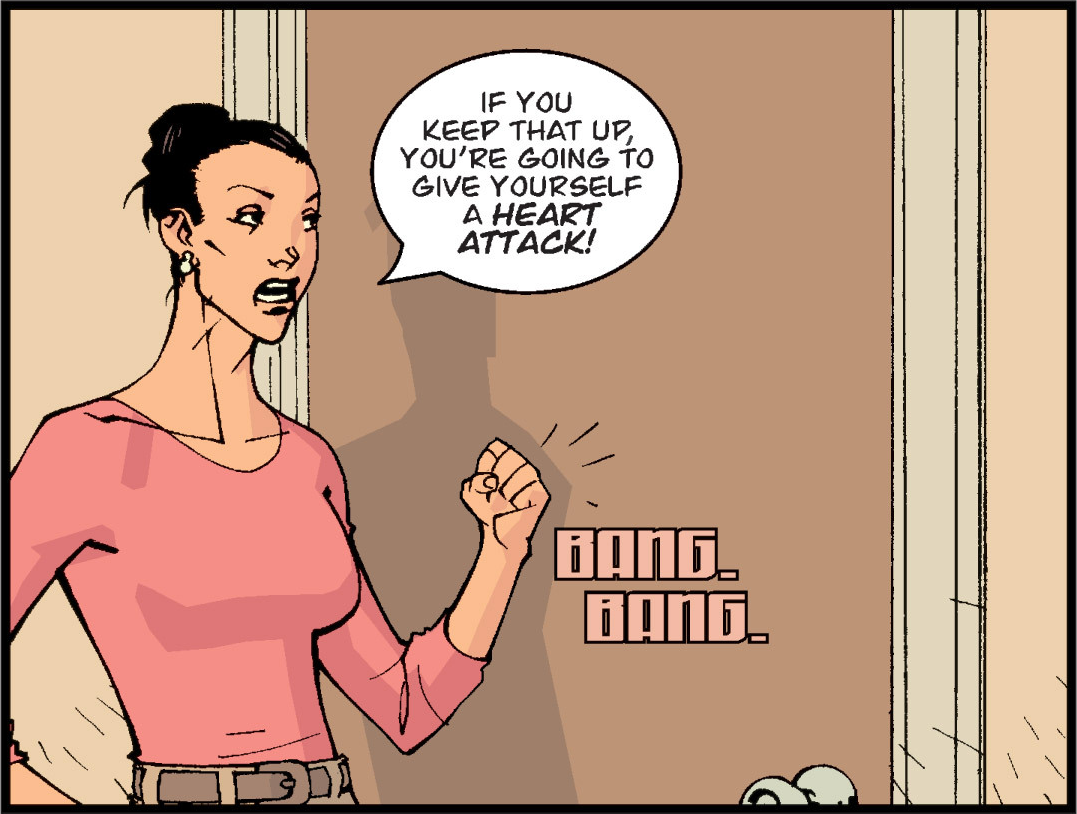 IF YOU
KEEP THAT UP,
YOU'RE GOING TO
GIVE YOURSELF
A HEART
ATTACK!
BANG.
BANG.